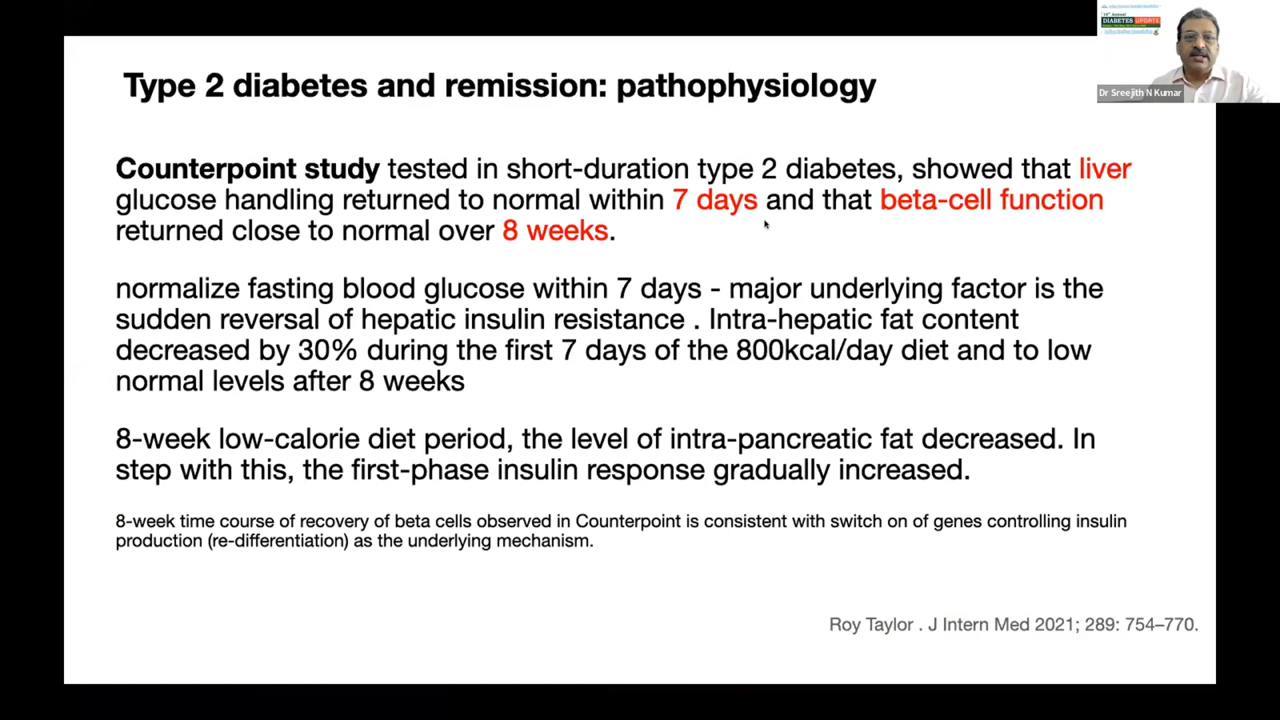 DIABETES UPDATE
Dr Sreejith N Kumar
Type 2 diabetes and remission: pathophysiology
Counterpoint study tested in short-duration type 2 diabetes, showed that liver
glucose handling returned to normal within 7 days and that beta-cell function
returned close to normal over 8 weeks.
normalize fasting blood glucose within 7 days - major underlying factor is the
sudden reversal of hepatic insulin resistance . Intra-hepatic fat content
decreased by 30% during the first 7 days of the 800kcal/day diet and to low
normal levels after 8 weeks
8-week low-calorie diet period, the level of intra-pancreatic fat decreased. In
step with this, the first-phase insulin response gradually increased.
8-week time course of recovery of beta cells observed in Counterpoint is consistent with switch on of genes controlling insulin
production (re-differentiation) as the underlying mechanism.
Roy Taylor . J Intern Med 2021; 289: 754–770.